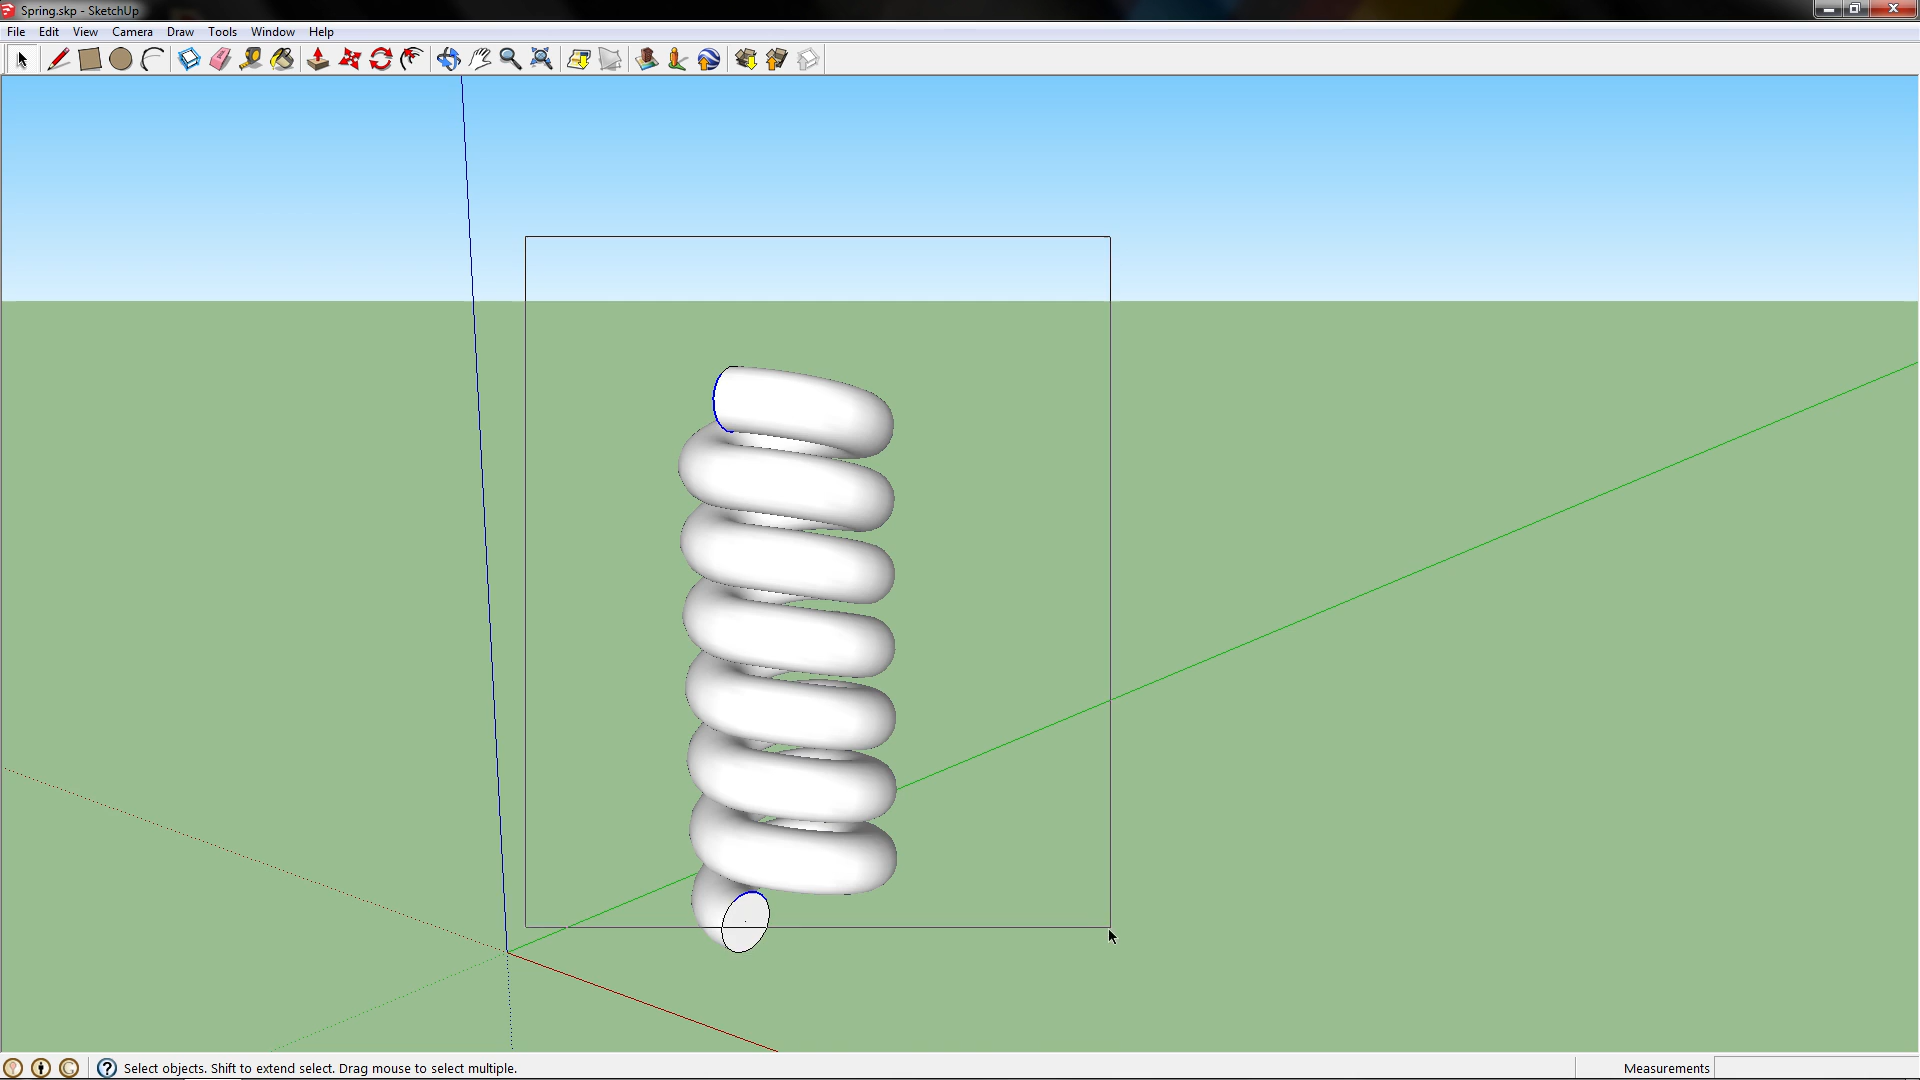 Spring.skp - SketchUp
File Edit View Camera Draw Tools Window Help
Select objects. Shift to extend select. Drag mouse to select multiple.
Measurements